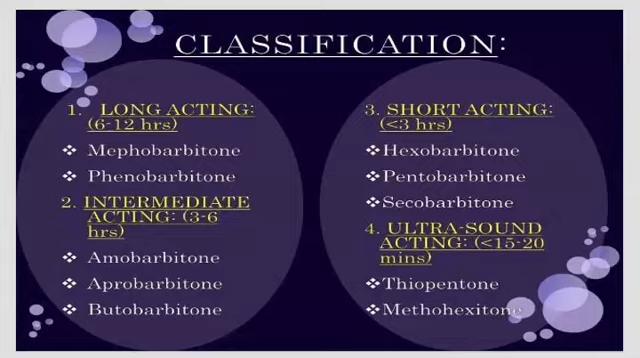 CLASSIFICATION:
1. LONG ACTING:
(6-12 hrs)
❖ Mephobarbitone
❖ Phenobarbitone
2. INTERMEDIATE
ACTING: (3-6
hrs)
❖ Amobarbitone
❖ Aprobarbitone
❖ Butobarbitone
3. SHORT ACTING:
(<3 hrs)
❖Hexobarbitone
❖Pentobarbitone
❖Secobarbitone
4. ULTRA-SOUND
ACTING: (<15-20
mins)
❖Thiopentone
❖Methohexitone